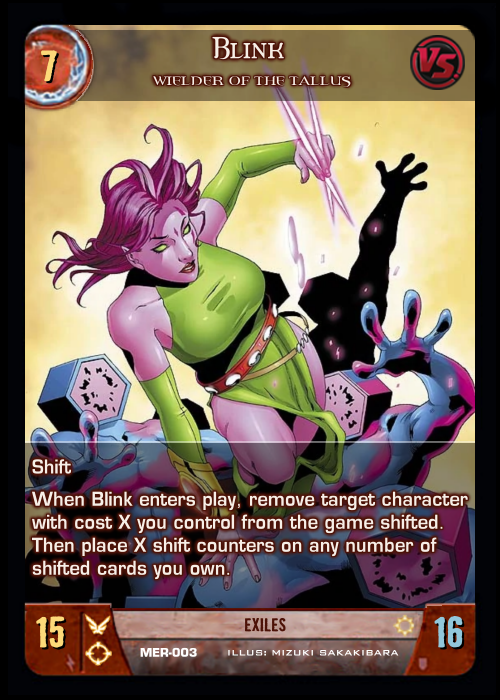 7
BLINK
VS
WIELDER OF THE TALLUS
Shift
When Blink enters play, remove target character
with cost X you control from the game shifted.
Then place X shift counters on any number of
shifted cards you own.
15
EXILES
16
MER-003 ILLUS: MIZUKI SAKAKIBARA